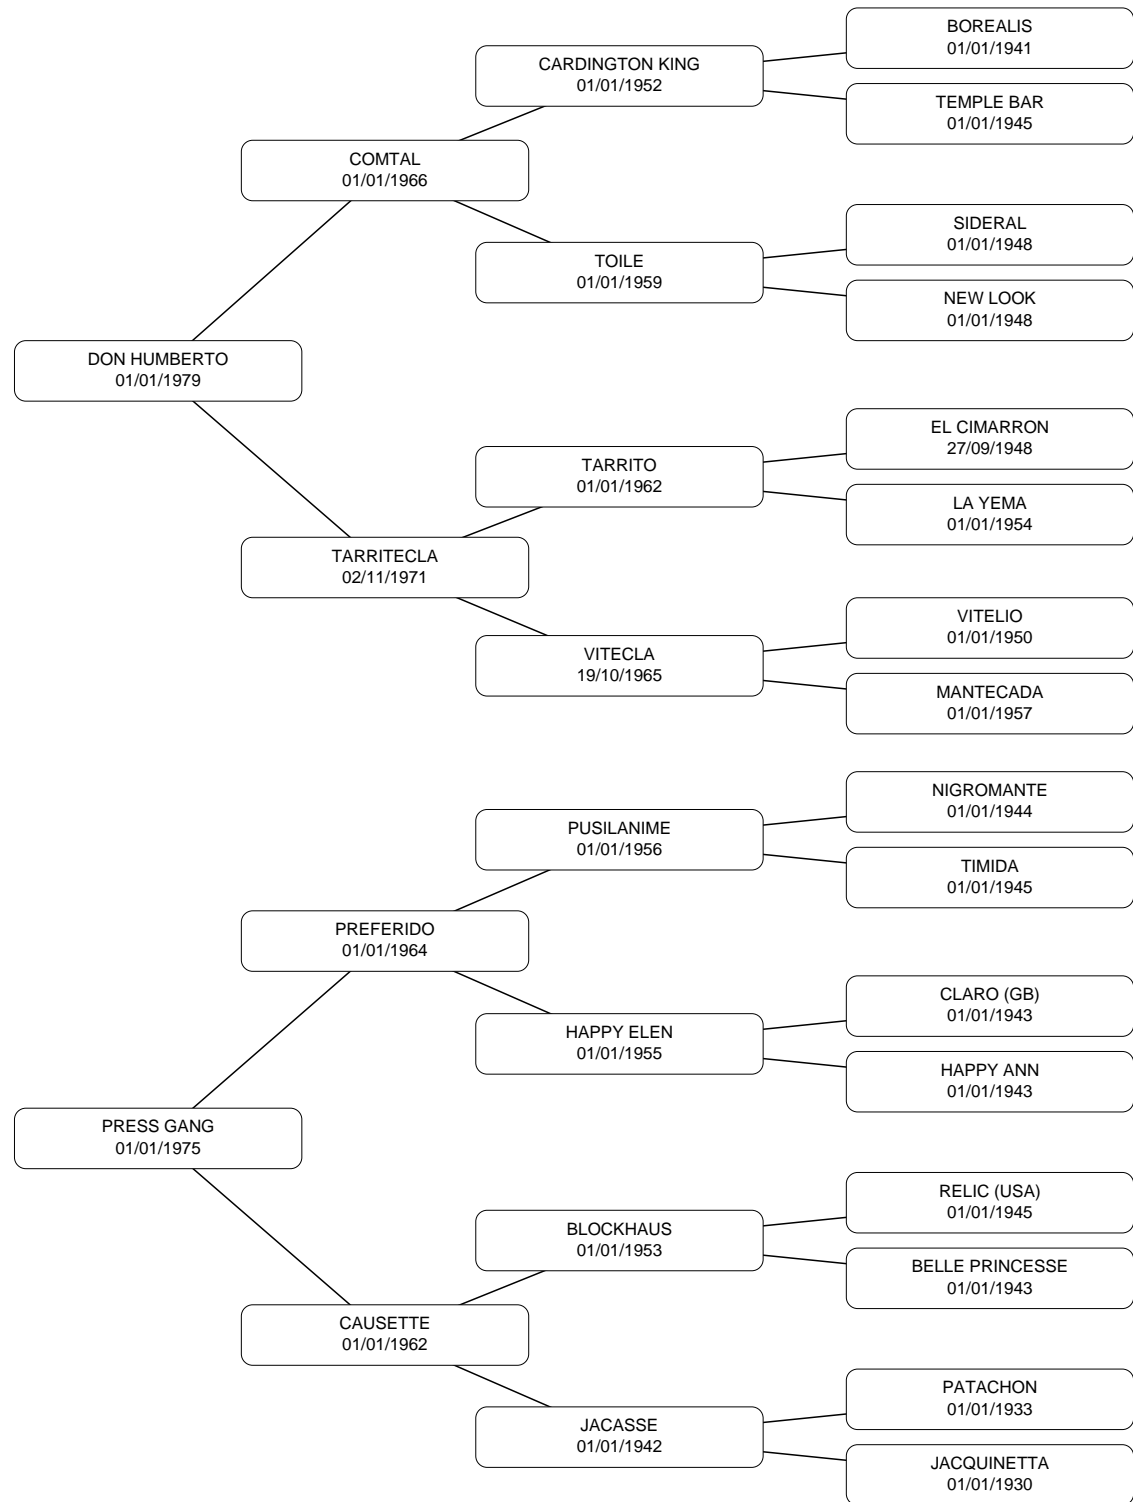 BOREALIS
01/01/1941
CARDINGTON KING
01/01/1952
TEMPLE BAR
01/01/1945
COMTAL
01/01/1966
SIDERAL
01/01/1948
TOILE
01/01/1959
NEW LOOK
01/01/1948
DON HUMBERTO
01/01/1979
EL CIMARRON
27/09/1948
TARRITO
01/01/1962
LA YEMA
01/01/1954
TARRITECLA
02/11/1971
VITELIO
01/01/1950
VITECLA
19/10/1965
MANTECADA
01/01/1957
NIGROMANTE
01/01/1944
PUSILANIME
01/01/1956
TIMIDA
01/01/1945
PREFERIDO
01/01/1964
CLARO (GB)
01/01/1943
HAPPY ELEN
01/01/1955
HAPPY ANN
01/01/1943
PRESS GANG
01/01/1975
RELIC (USA)
01/01/1945
BLOCKHAUS
01/01/1953
BELLE PRINCESSE
01/01/1943
CAUSETTE
01/01/1962
PATACHON
01/01/1933
JACASSE
01/01/1942
JACQUINETTA
01/01/1930